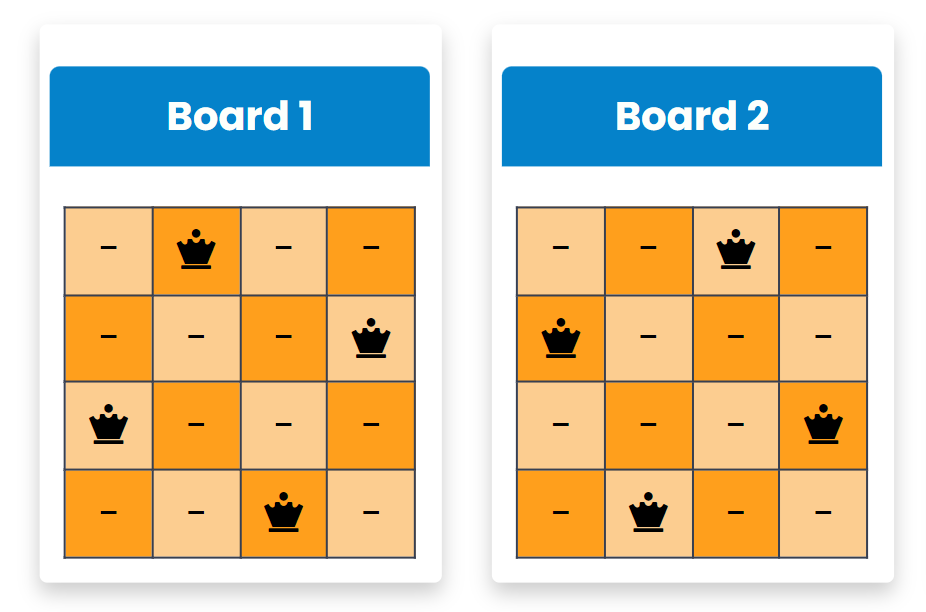 Board 1
Board 2
– – –
– – –
– – –
– – –
– – –
– – –
– – –
– – –